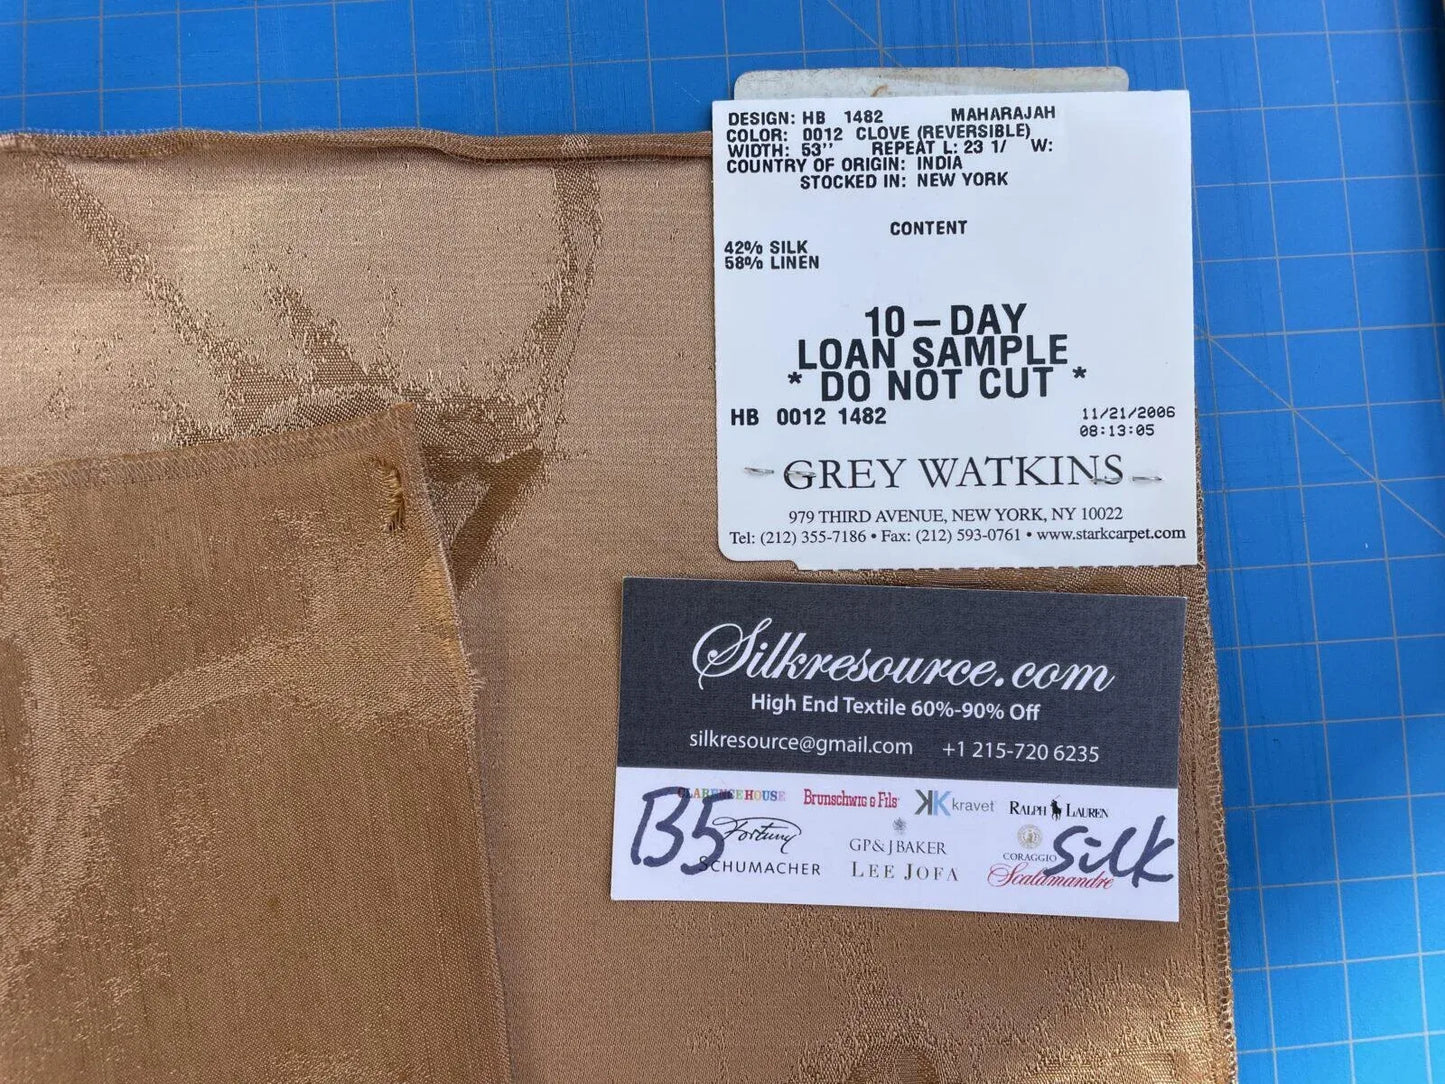 DESIGN: HB 1482 MAHARAJAH
COLOR: 0012 CLOVE (REVERSIBLE)
WIDTH: 53'' REPEAT L: 23 1/ W:
COUNTRY OF ORIGIN: INDIA
STOCKED IN: NEW YORK
CONTENT
42% SILK
58% LINEN
10-DAY
LOAN SAMPLE
* DO NOT CUT *
HB 0012 1482
11/21/2006
08:13:05
GREY WATKINS
979 THIRD AVENUE, NEW YORK, NY 10022
Tel: (212) 355-7186 • Fax: (212) 593-0761 • www.starkcarpet.com
Silkresource.com
High End Textile 60%-90% Off
silkresource@gmail.com +1 215-720 6235
CLARENCE HOUSE Brunschwig & Fils kravet RALPH LAUREN
B5 Fortuny GP & J BAKER CORAGGIO Silk
SCHUMACHER LEE JOFA Scalamandre